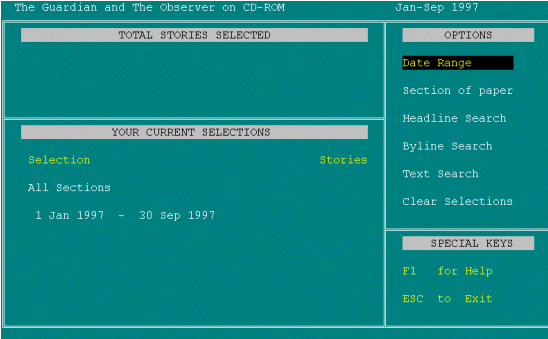 The Guardian and The Observer on CD-ROM Jan-Sep 1997
TOTAL STORIES SELECTED
YOUR CURRENT SELECTIONS
Selection Stories
All Sections
1 Jan 1997 - 30 Sep 1997
OPTIONS
Date Range
Section of paper
Headline Search
Byline Search
Text Search
Clear Selections
SPECIAL KEYS
F1 for Help
ESC to Exit